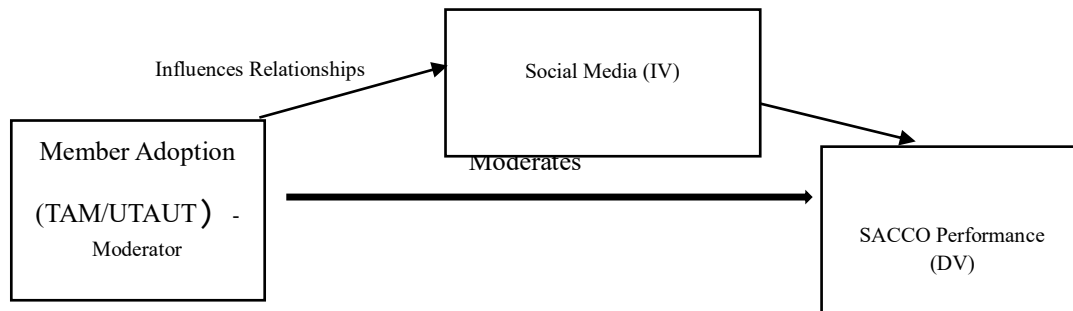 Influences Relationships
Social Media (IV)
Member Adoption
(TAM/UTAUT) -
Moderator
Moderates
SACCO Performance
(DV)